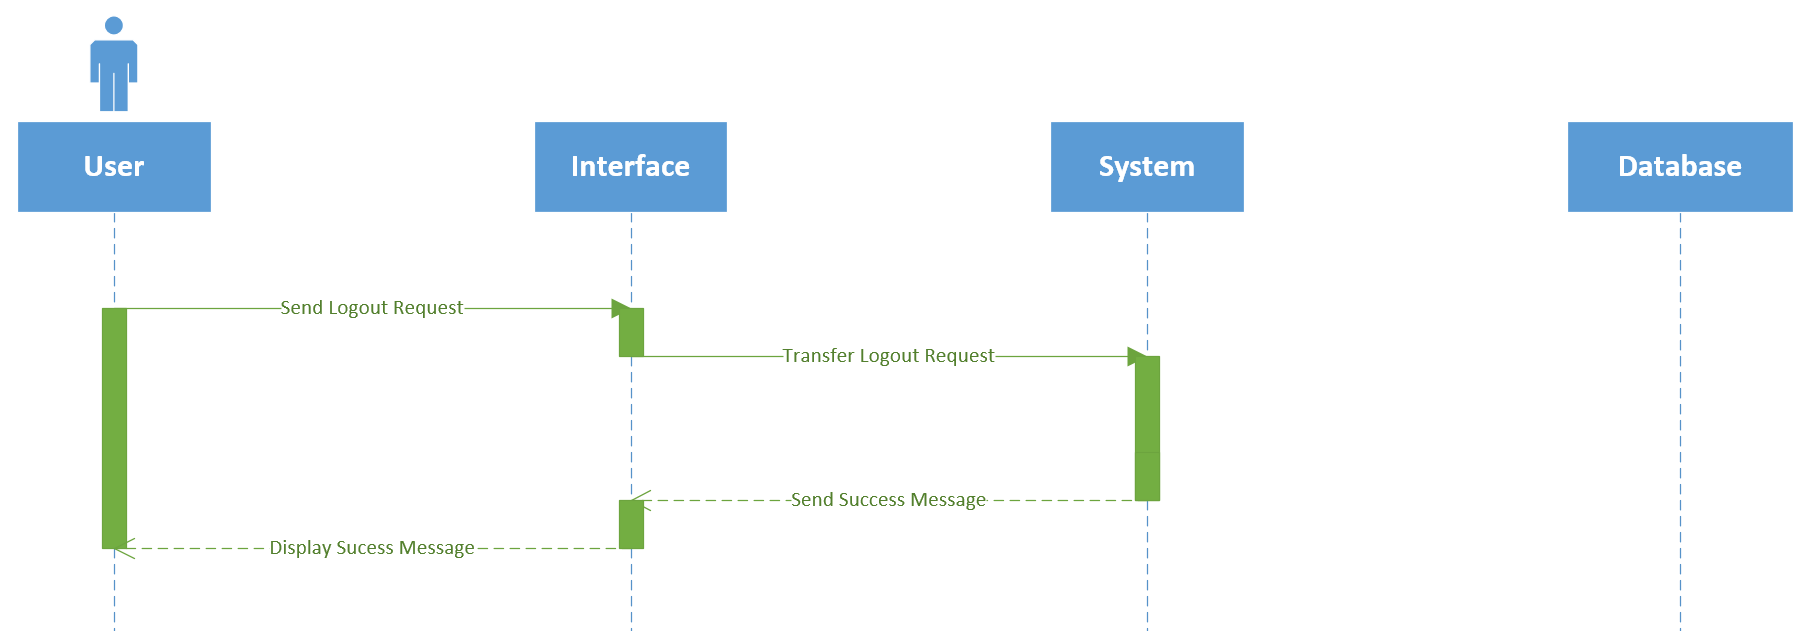 User
Interface
System
Database
Send Logout Request
Transfer Logout Request
Send Success Message
Display Sucess Message